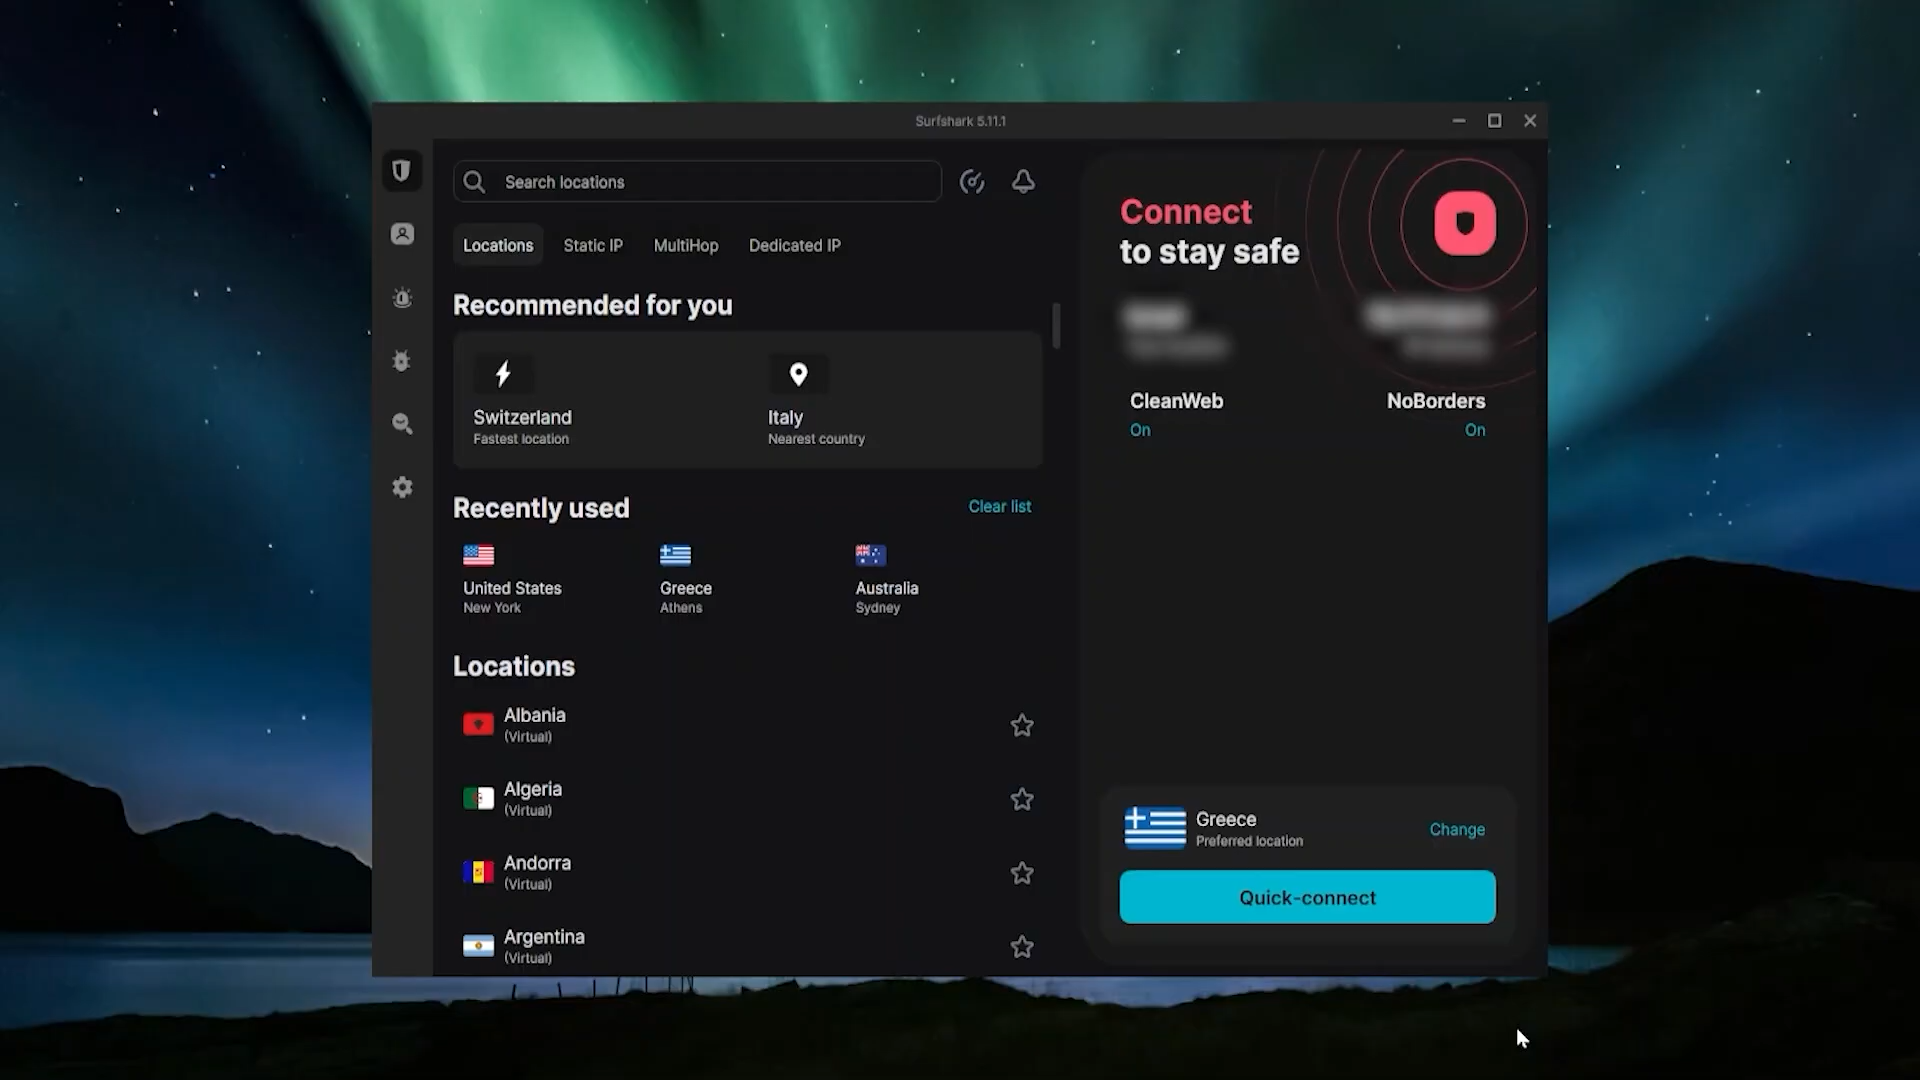 Surfshark 5.11.1
Search locations
Locations
Static IP
MultiHop
Dedicated IP
Recommended for you
Switzerland
Fastest location
Italy
Nearest country
Recently used
Clear list
United States
New York
Greece
Athens
Australia
Sydney
Locations
Albania
(Virtual)
Algeria
(Virtual)
Andorra
(Virtual)
Argentina
(Virtual)
Connect
to stay safe
CleanWeb
On
NoBorders
On
Greece
Preferred location
Change
Quick-connect